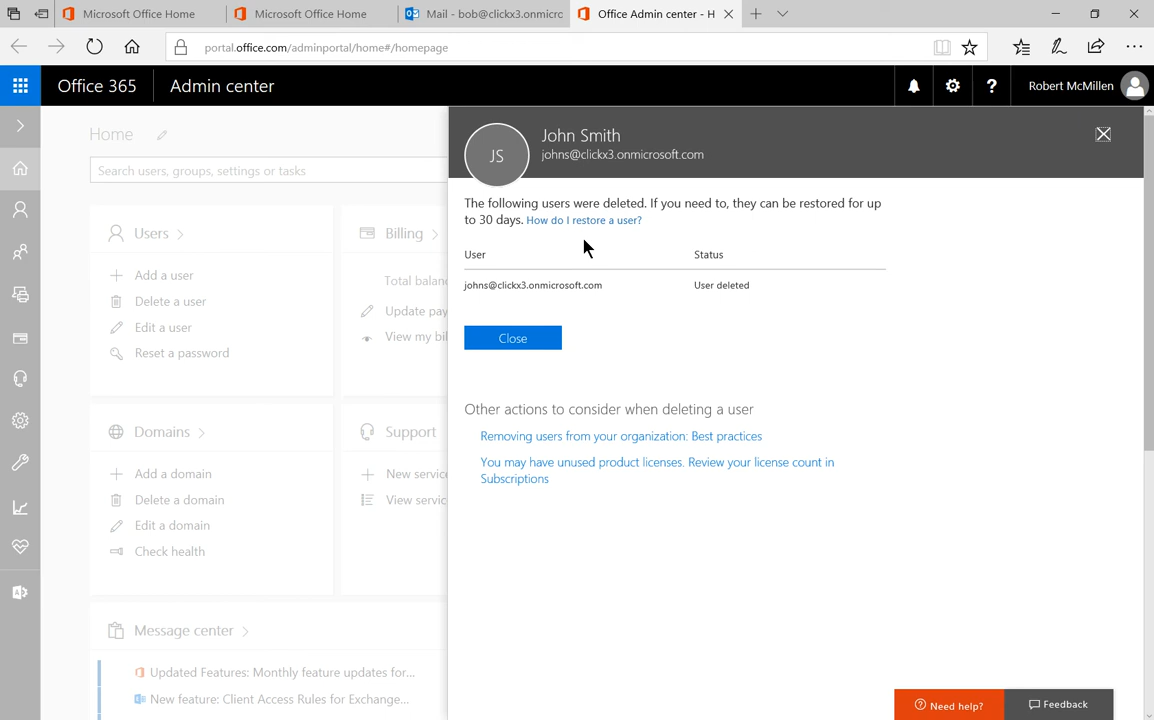 Microsoft Office Home
Microsoft Office Home
Mail - bob@clickx3.onmicrc
Office Admin center - H
portal.office.com/adminportal/home#/homepage
Office 365
Admin center
?
Robert McMillen
Home
Search users, groups, settings or tasks
JS
John Smith
johns@clickx3.onmicrosoft.com
The following users were deleted. If you need to, they can be restored for up
to 30 days. How do I restore a user?
User
Status
johns@clickx3.onmicrosoft.com
User deleted
Close
Other actions to consider when deleting a user
Removing users from your organization: Best practices
You may have unused product licenses. Review your license count in
Subscriptions
Users
Add a user
Delete a user
Edit a user
Reset a password
Billing
Total balanc
Update pay
View my bil
Domains
Add a domain
Delete a domain
Edit a domain
Check health
Support
New service
View servic
Message center
Updated Features: Monthly feature updates for...
New feature: Client Access Rules for Exchange...
Need help?
Feedback